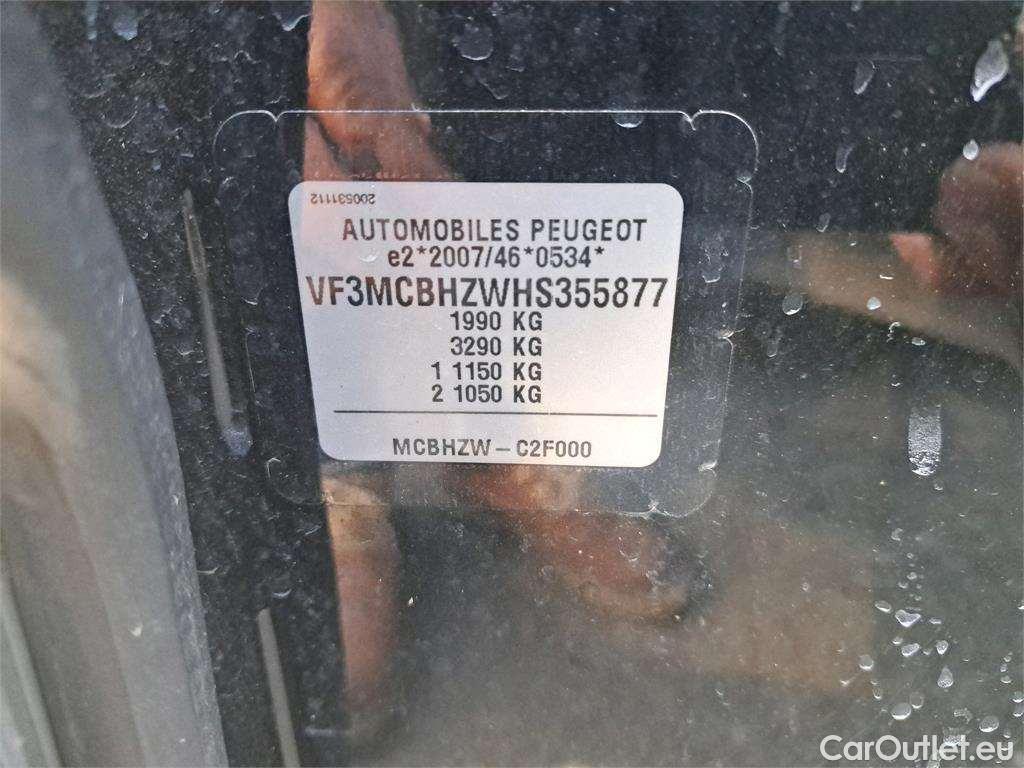 200531112
AUTOMOBILES PEUGEOT
e2*2007/46*0534*
VF3MCBHZWHS355877
1990 KG
3290 KG
1 1150 KG
2 1050 KG
MCBHZW - C2F000
CarOutlet.eu